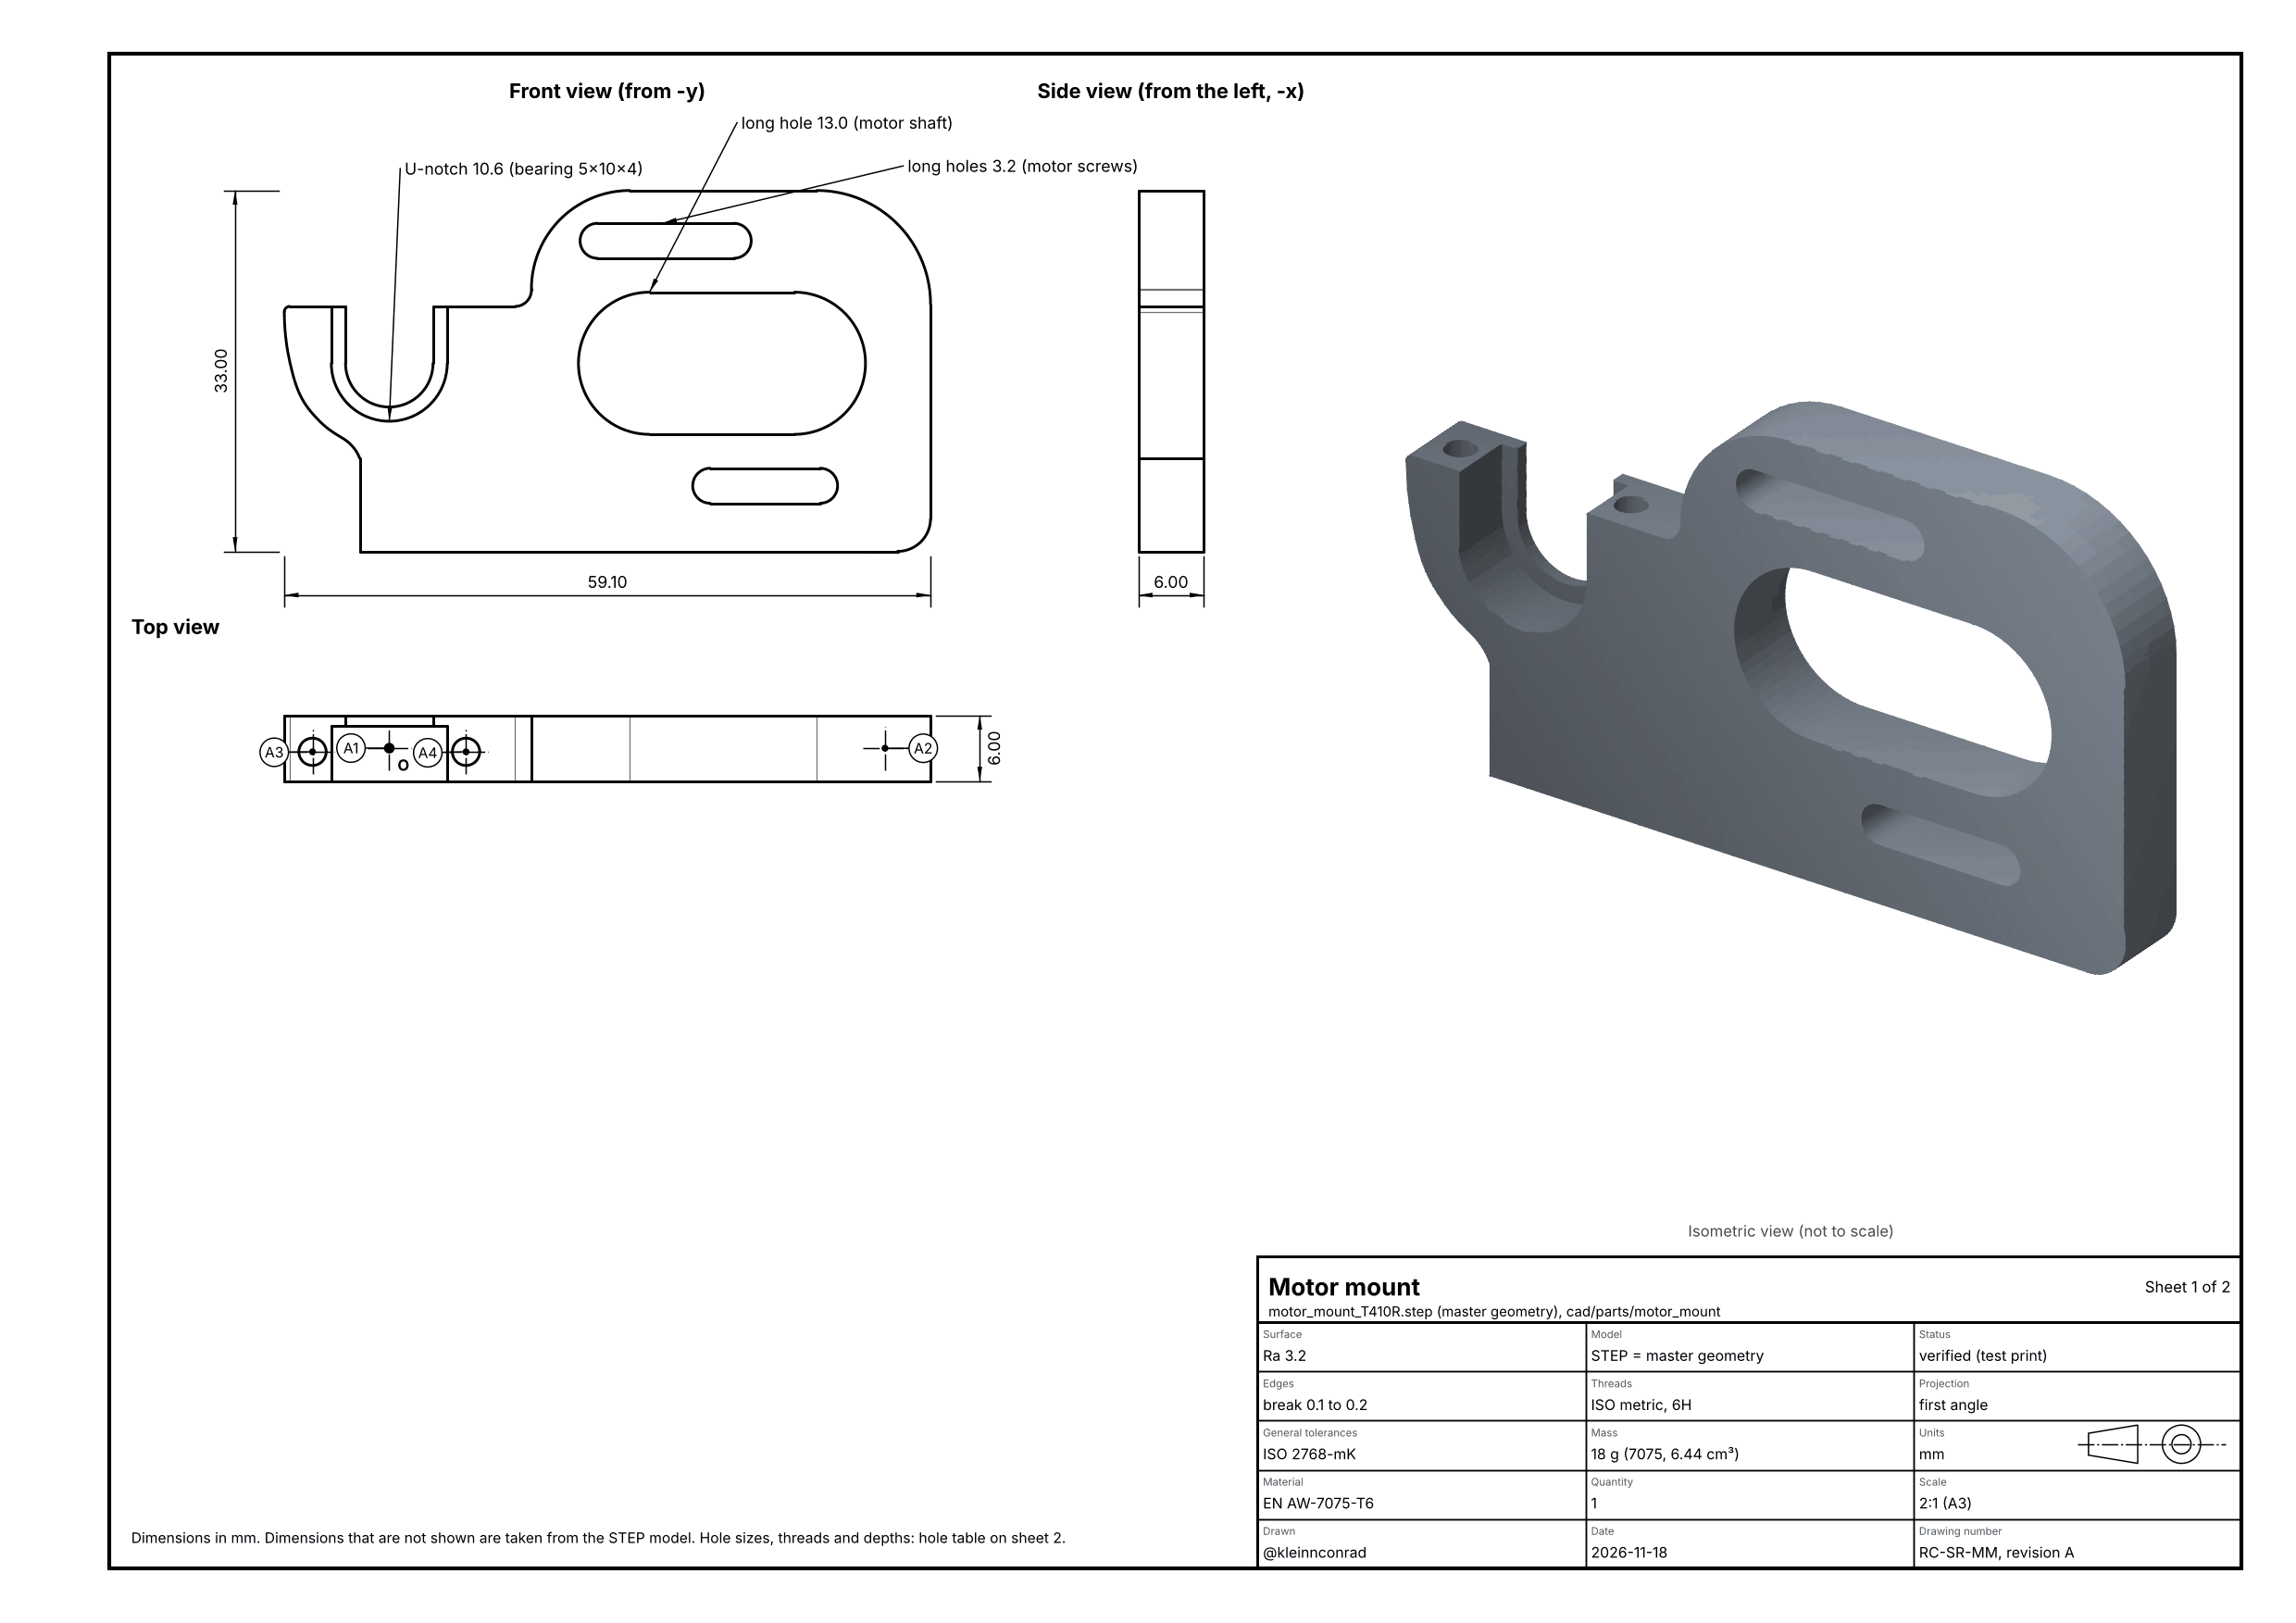 Front view (from -y)
Side view (from the left, -x)
long hole 13.0 (motor shaft)
U-notch 10.6 (bearing 5×10×4)
long holes 3.2 (motor screws)
33.00
59.10
6.00
Top view
A3
A1
A4
O
A2
6.00
Isometric view (not to scale)
Motor mount
Sheet 1 of 2
motor_mount_T410R.step (master geometry), cad/parts/motor_mount
Surface
Ra 3.2
Model
STEP = master geometry
Status
verified (test print)
Edges
break 0.1 to 0.2
Threads
ISO metric, 6H
Projection
first angle
General tolerances
ISO 2768-mK
Mass
18 g (7075, 6.44 cm³)
Units
mm
Material
EN AW-7075-T6
Quantity
1
Scale
2:1 (A3)
Drawn
@kleinnconrad
Date
2026-11-18
Drawing number
RC-SR-MM, revision A
Dimensions in mm. Dimensions that are not shown are taken from the STEP model. Hole sizes, threads and depths: hole table on sheet 2.